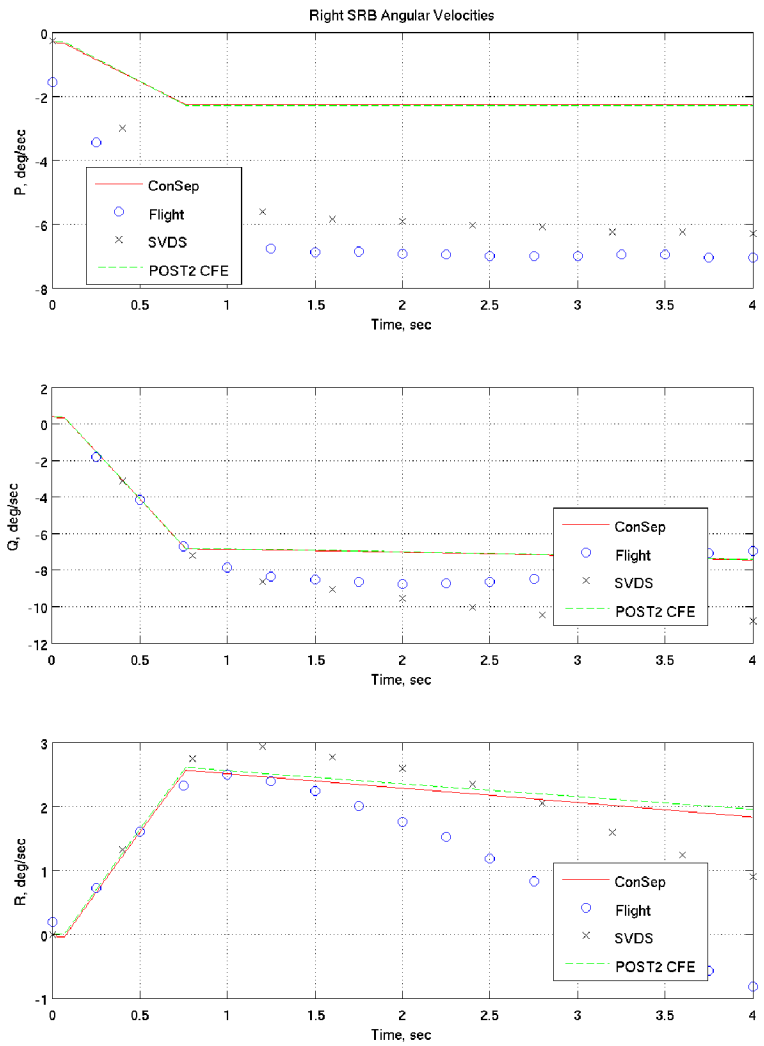 Right SRB Angular Velocities
0
-2
-4
-6
-8
P, deg/sec
ConSep
Flight
SVDS
POST2 CFE
0 0.5 1 1.5 2 2.5 3 3.5 4
Time, sec
2
0
-2
-4
-6
-8
-10
-12
Q, deg/sec
ConSep
Flight
SVDS
POST2 CFE
0 0.5 1 1.5 2 2.5 3 3.5 4
Time, sec
3
2
1
0
-1
R, deg/sec
ConSep
Flight
SVDS
POST2 CFE
0 0.5 1 1.5 2 2.5 3 3.5 4
Time, sec